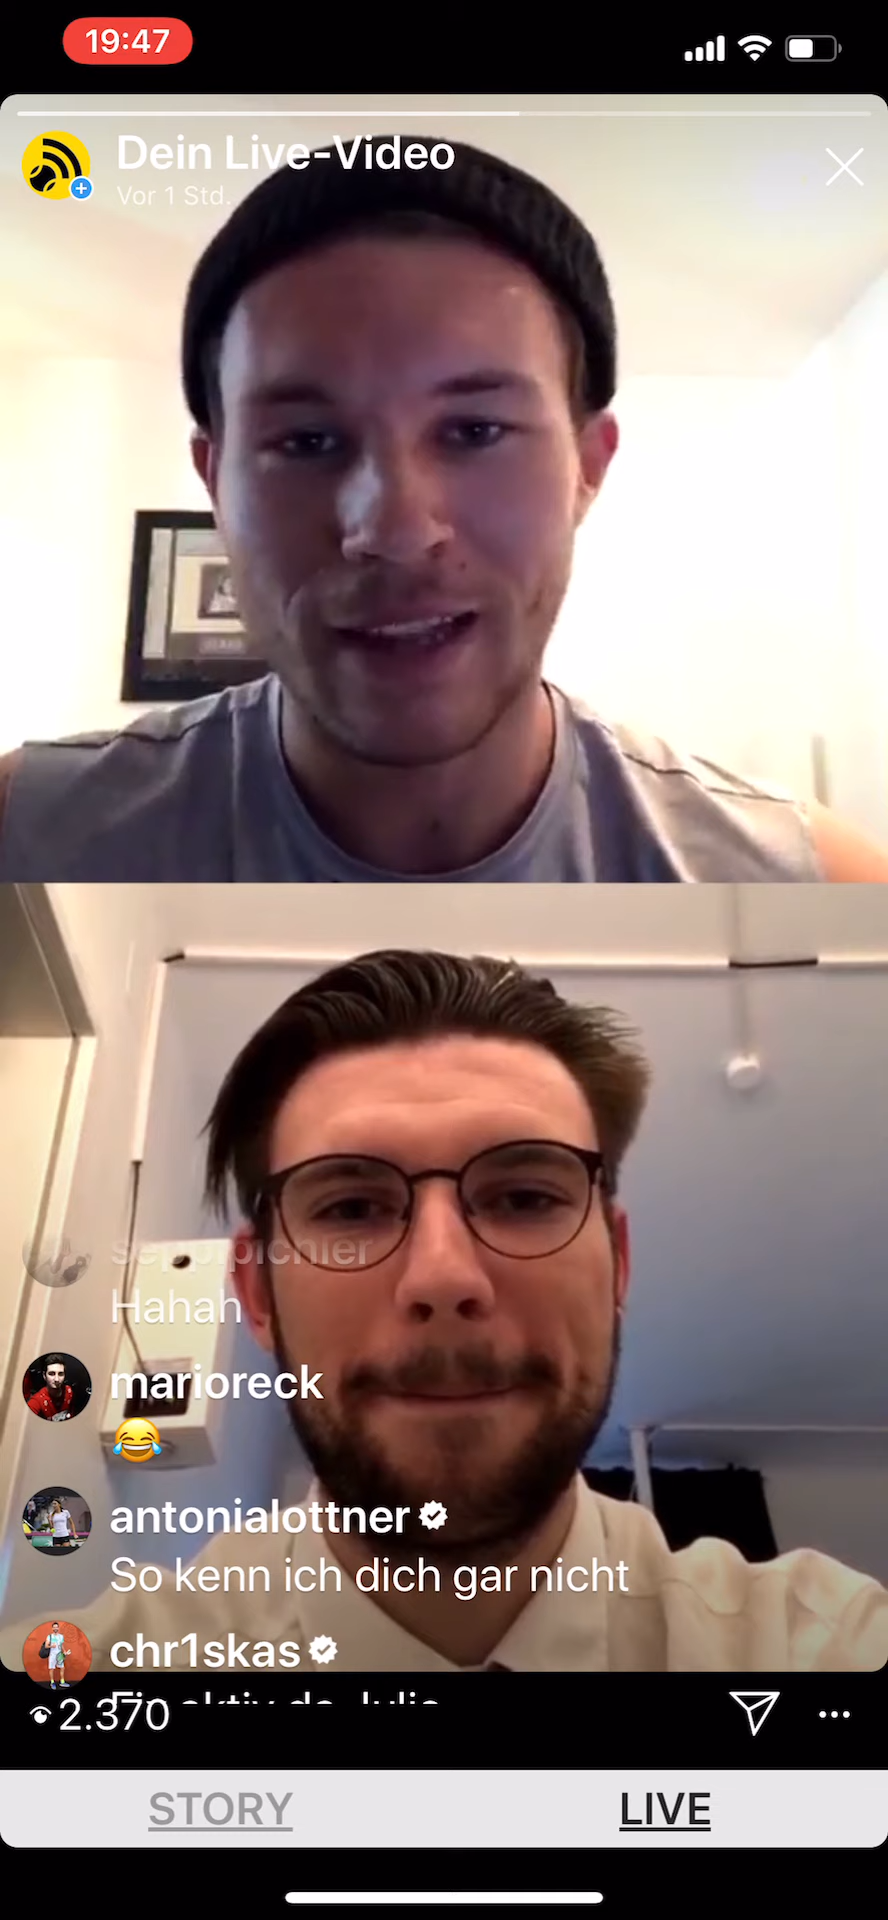 19:47
Dein Live-Video
Vor 1 Std.
seppipichler
Hahah
marioreck
😂
antonialottner
So kenn ich dich gar nicht
chr1skas
2.370
STORY
LIVE